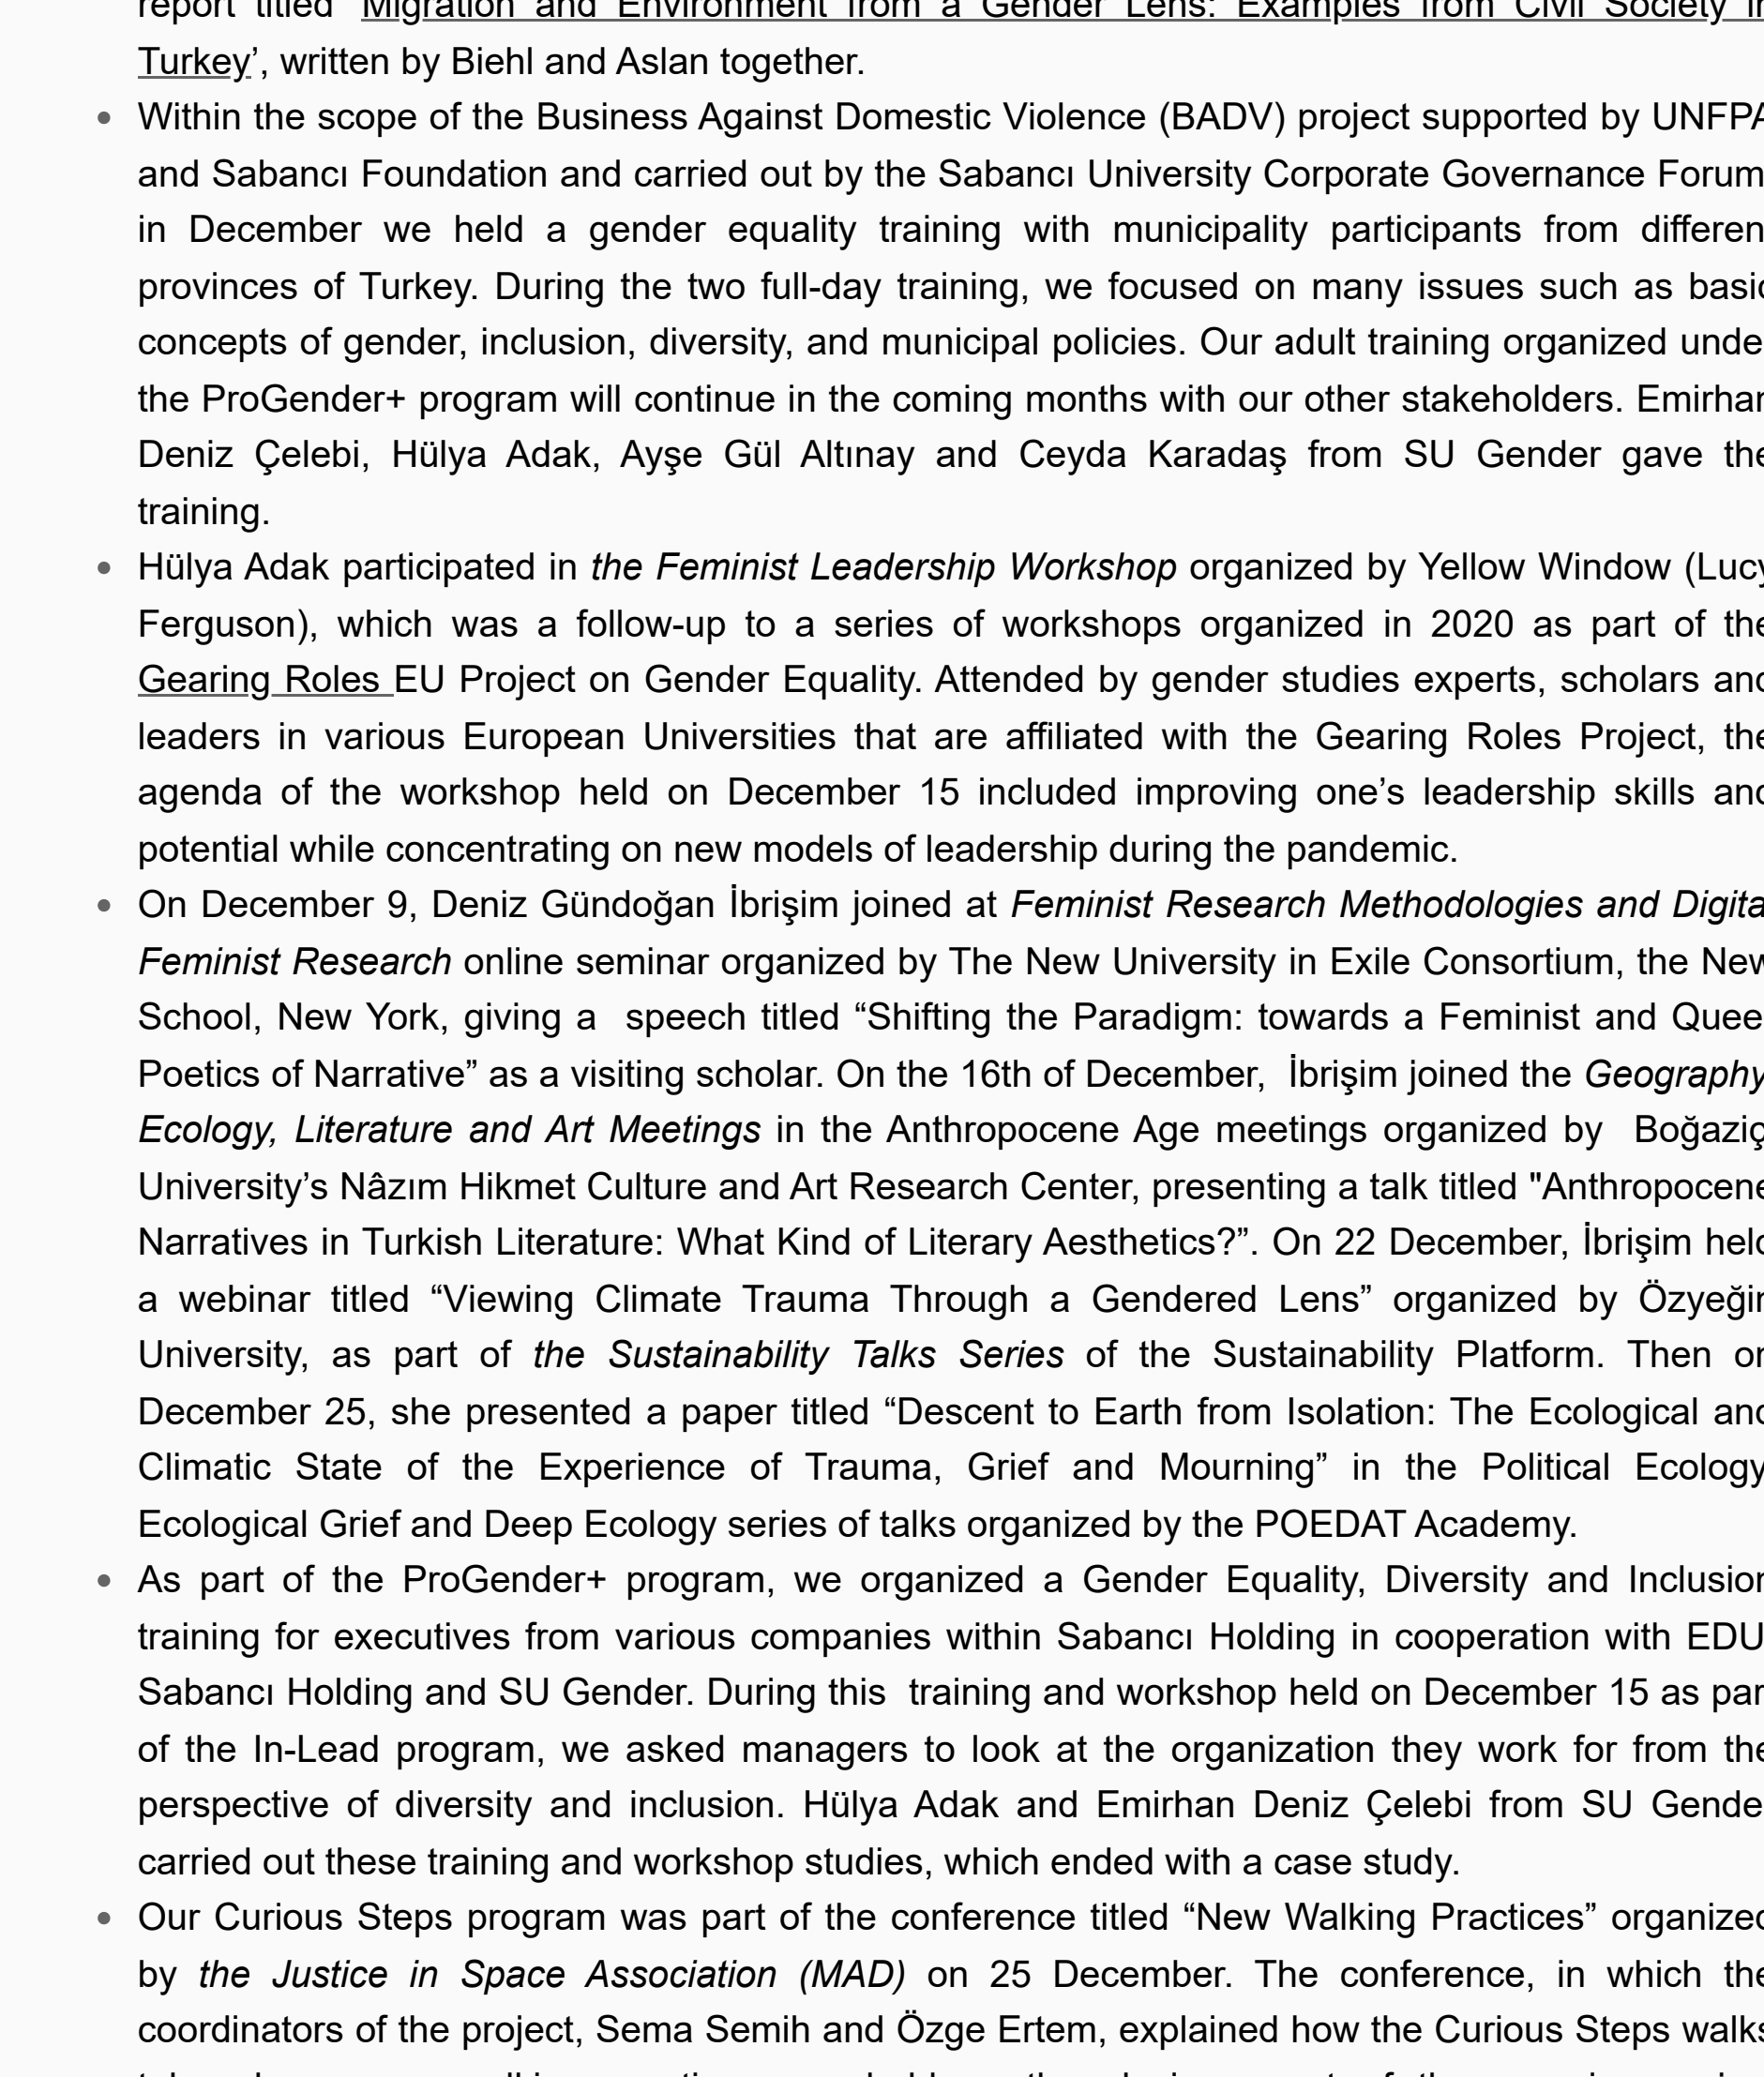 report titled 'Migration and Environment from a Gender Lens: Examples from Civil Society in
Turkey’, written by Biehl and Aslan together.
Within the scope of the Business Against Domestic Violence (BADV) project supported by UNFPA
and Sabancı Foundation and carried out by the Sabancı University Corporate Governance Forum
in December we held a gender equality training with municipality participants from differen
provinces of Turkey. During the two full-day training, we focused on many issues such as basic
concepts of gender, inclusion, diversity, and municipal policies. Our adult training organized unde
the ProGender+ program will continue in the coming months with our other stakeholders. Emirhan
Deniz Çelebi, Hülya Adak, Ayşe Gül Altınay and Ceyda Karadaş from SU Gender gave the
training.
Hülya Adak participated in the Feminist Leadership Workshop organized by Yellow Window (Lucy
Ferguson), which was a follow-up to a series of workshops organized in 2020 as part of the
Gearing Roles EU Project on Gender Equality. Attended by gender studies experts, scholars and
leaders in various European Universities that are affiliated with the Gearing Roles Project, the
agenda of the workshop held on December 15 included improving one’s leadership skills and
potential while concentrating on new models of leadership during the pandemic.
On December 9, Deniz Gündoğan İbrişim joined at Feminist Research Methodologies and Digita
Feminist Research online seminar organized by The New University in Exile Consortium, the New
School, New York, giving a speech titled “Shifting the Paradigm: towards a Feminist and Quee
Poetics of Narrative” as a visiting scholar. On the 16th of December, İbrişim joined the Geography
Ecology, Literature and Art Meetings in the Anthropocene Age meetings organized by Boğaziç
University’s Nâzım Hikmet Culture and Art Research Center, presenting a talk titled "Anthropocene
Narratives in Turkish Literature: What Kind of Literary Aesthetics?”. On 22 December, İbrişim held
a webinar titled “Viewing Climate Trauma Through a Gendered Lens” organized by Özyeğin
University, as part of the Sustainability Talks Series of the Sustainability Platform. Then on
December 25, she presented a paper titled “Descent to Earth from Isolation: The Ecological and
Climatic State of the Experience of Trauma, Grief and Mourning” in the Political Ecology
Ecological Grief and Deep Ecology series of talks organized by the POEDAT Academy.
As part of the ProGender+ program, we organized a Gender Equality, Diversity and Inclusion
training for executives from various companies within Sabancı Holding in cooperation with EDU
Sabancı Holding and SU Gender. During this training and workshop held on December 15 as par
of the In-Lead program, we asked managers to look at the organization they work for from the
perspective of diversity and inclusion. Hülya Adak and Emirhan Deniz Çelebi from SU Gende
carried out these training and workshop studies, which ended with a case study.
Our Curious Steps program was part of the conference titled “New Walking Practices” organized
by the Justice in Space Association (MAD) on 25 December. The conference, in which the
coordinators of the project, Sema Semih and Özge Ertem, explained how the Curious Steps walks